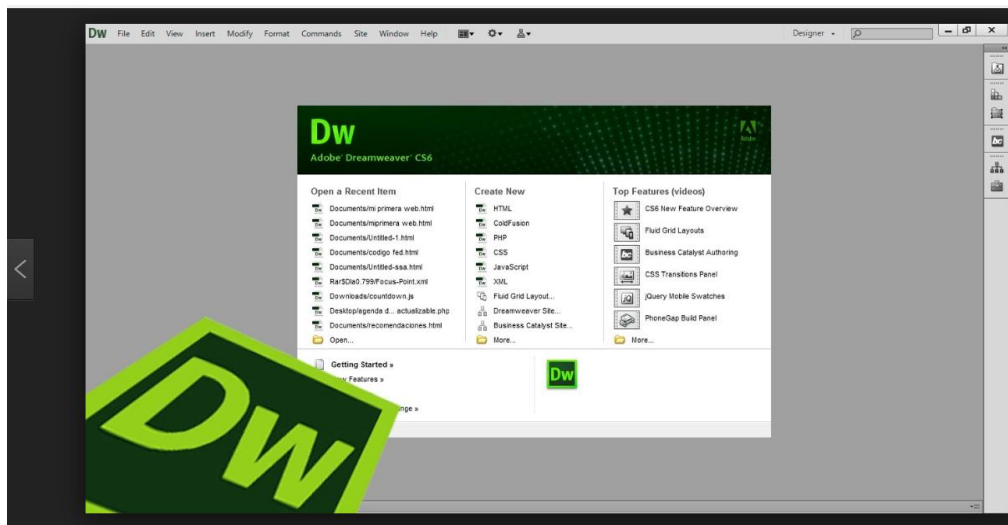 Dw File Edit View Insert Modify Format Commands Site Window Help Designer
Dw
Adobe® Dreamweaver® CS6
Adobe
Open a Recent Item
Documents/mi primera web.html
Documents/miprimera web.html
Documents/Untitled-1.html
Documents/codigo fed.html
Documents/Untitled-ssa.html
Rar$DIa0.799/Focus-Point.xml
Downloads/countdown.js
Desktop/agenda d... actualizable.php
Documents/recomendaciones.html
Open...
Create New
HTML
ColdFusion
PHP
CSS
JavaScript
XML
Fluid Grid Layout...
Dreamweaver Site...
Business Catalyst Site...
More...
Top Features (videos)
CS6 New Feature Overview
Fluid Grid Layouts
Business Catalyst Authoring
CSS Transitions Panel
jQuery Mobile Swatches
PhoneGap Build Panel
More...
Getting Started »
Features »
Dw
Dw
bc
bc